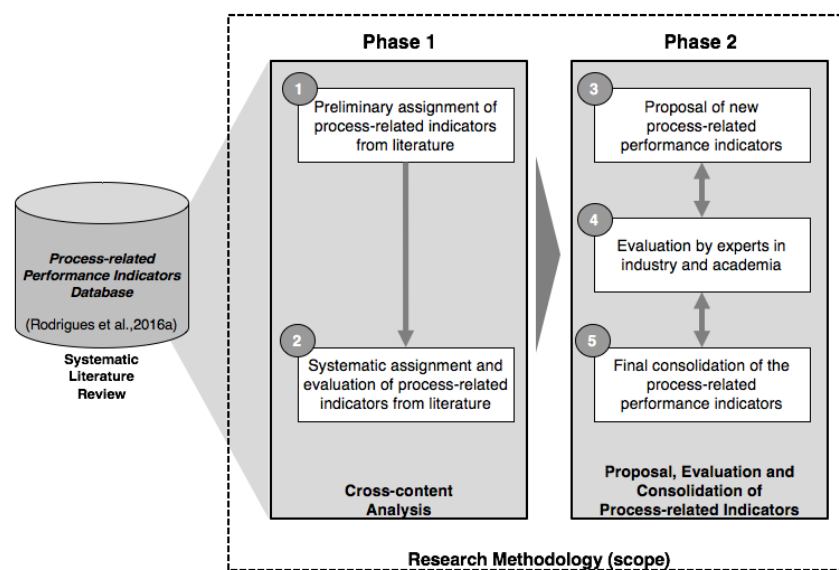 Phase 1
Phase 2
1
Preliminary assignment of
process-related indicators
from literature
2
Systematic assignment and
evaluation of process-related
indicators from literature
Cross-content
Analysis
3
Proposal of new
process-related
performance indicators
4
Evaluation by experts in
industry and academia
5
Final consolidation of the
process-related
performance indicators
Proposal, Evaluation and
Consolidation of
Process-related Indicators
Process-related
Performance Indicators
Database
(Rodrigues et al.,2016a)
Systematic
Literature
Review
Research Methodology (scope)